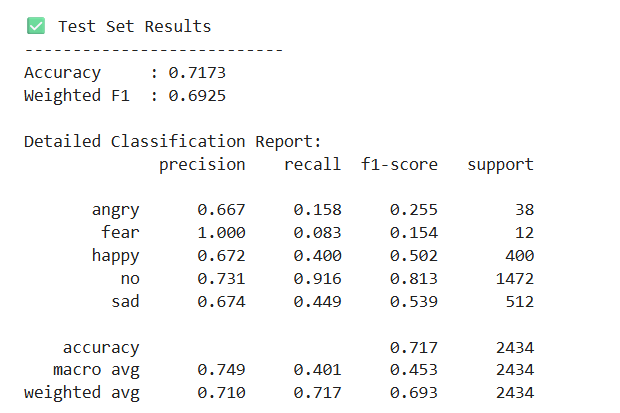 ✅ Test Set Results
---------------------------
Accuracy     : 0.7173
Weighted F1  : 0.6925
Detailed Classification Report:
              precision    recall  f1-score   support
       angry      0.667     0.158     0.255        38
        fear      1.000     0.083     0.154        12
       happy      0.672     0.400     0.502       400
          no      0.731     0.916     0.813      1472
         sad      0.674     0.449     0.539       512
    accuracy                          0.717      2434
   macro avg      0.749     0.401     0.453      2434
weighted avg      0.710     0.717     0.693      2434